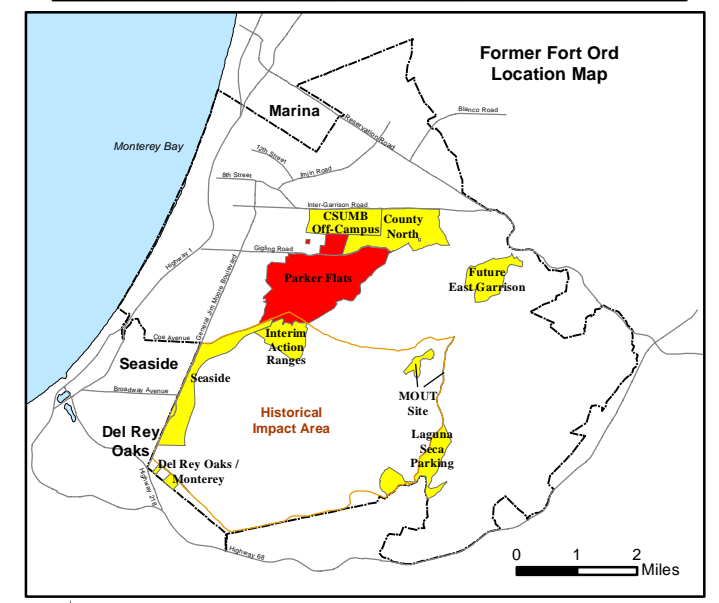 Former Fort Ord
Location Map
Marina
Blanco Road
Reservation Road
Monterey Bay
12th Street
Imjin Road
8th Street
Inter-Garrison Road
CSUMB
Off-Campus
County
North
Gigling Road
Highway 1
General Jim Moore Boulevard
Parker Flats
Future
East Garrison
Coe Avenue
Interim
Action
Ranges
Seaside
Seaside
Broadway Avenue
MOUT
Site
Historical
Impact Area
Del Rey
Oaks
Laguna
Seca
Parking
Del Rey Oaks /
Monterey
Highway 218
Highway 68
0 1 2
Miles